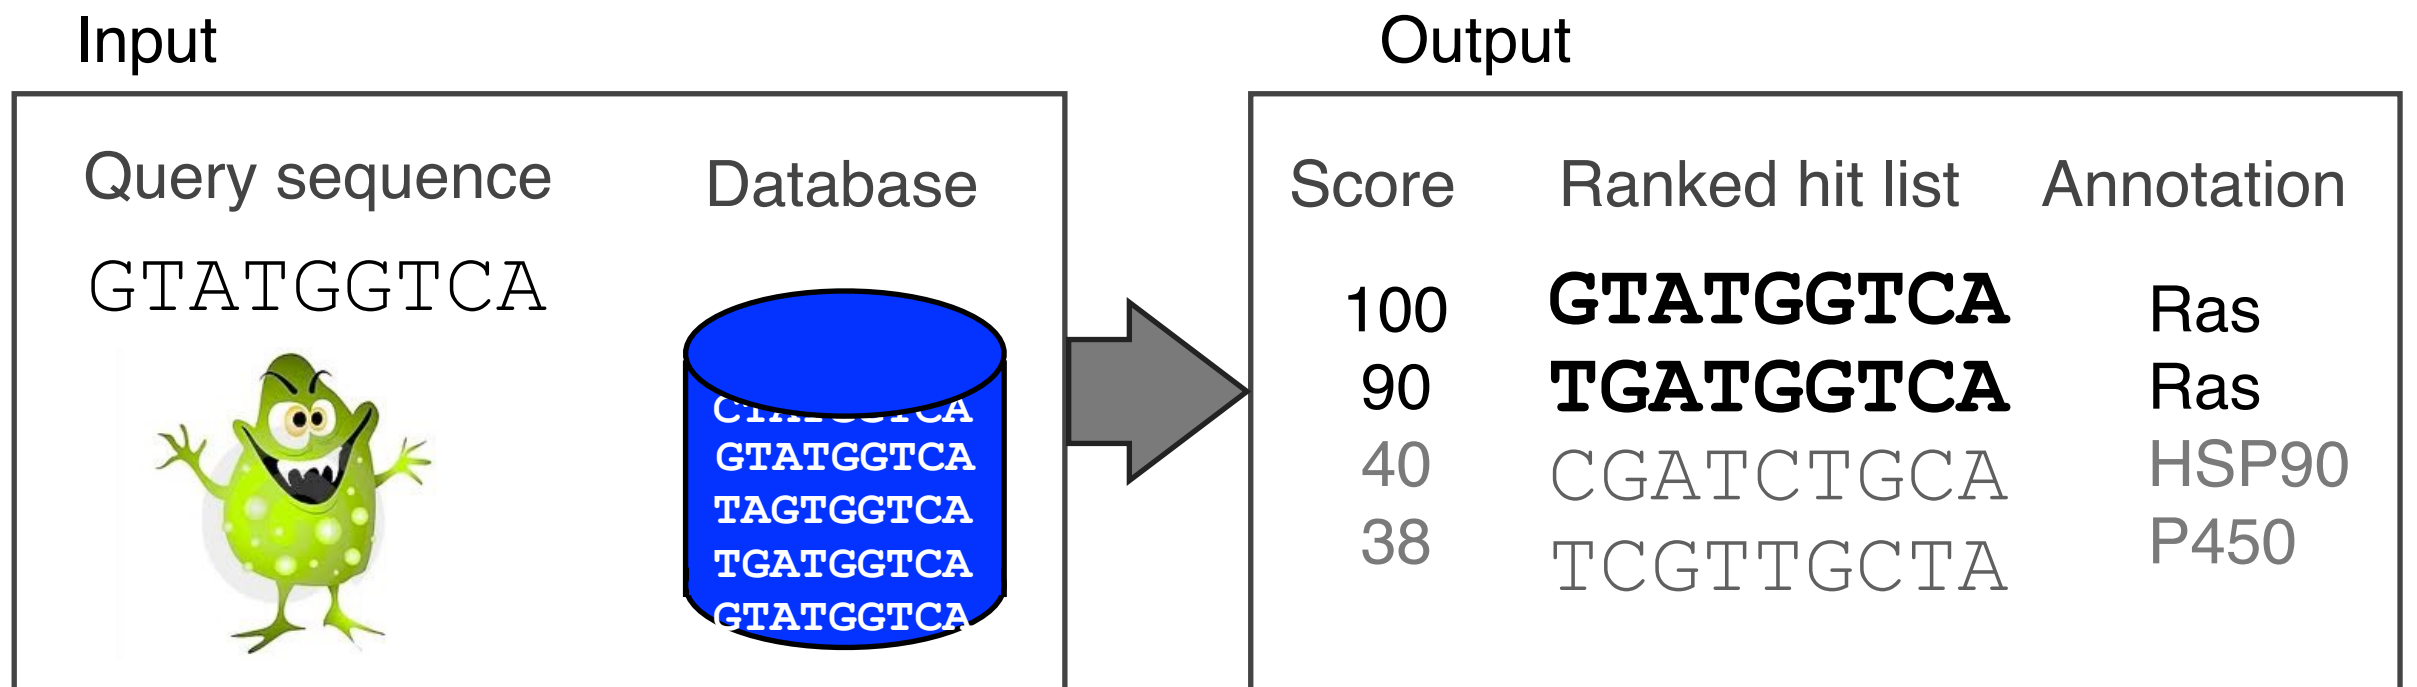 Input
Output
Query sequence
Database
GTATGGTCA
GTATGGTCA
TAGTGGTCA
TGATGGTCA
GTATGGTCA
Score Ranked hit list Annotation
100 GTATGGTCA Ras
90 TGATGGTCA Ras
40 CGATCTGCA HSP90
38 TCGTTGCTA P450